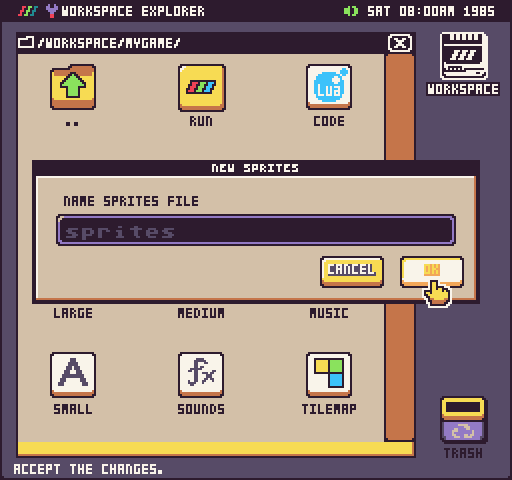 WORKSPACE EXPLORER
SAT 08:00AM 1985
/WORKSPACE/MYGAME/
WORKSPACE
..
RUN
Lua
CODE
NEW SPRITES
NAME SPRITES FILE
sprites
CANCEL
OK
LARGE
MEDIUM
MUSIC
A
fx
SMALL
SOUNDS
TILEMAP
TRASH
ACCEPT THE CHANGES.